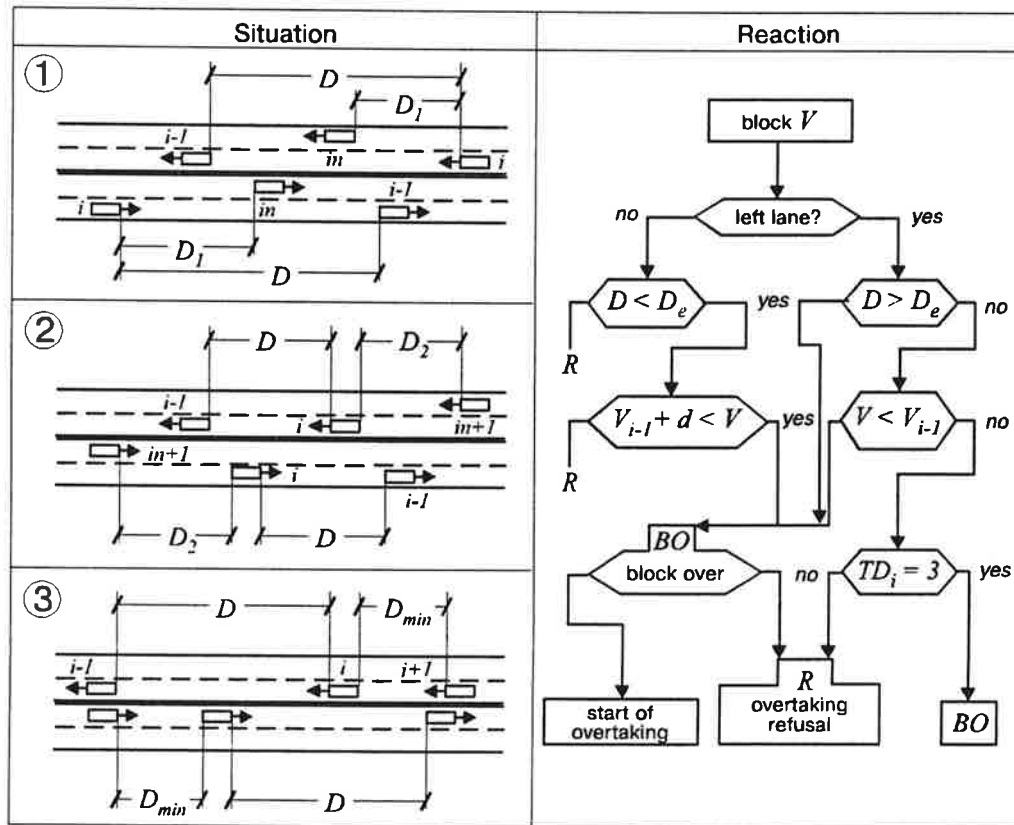 Situation
Reaction
1
D
D1
i-1
in
i
i
in
i-1
D1
D
2
D
D2
i-1
i
in+1
in+1
i
i-1
D2
D
3
D
Dmin
i-1
i
i+1
Dmin
D
block V
left lane?
no
yes
D < De
yes
D > De
no
R
Vi-1 + d < V
yes
V < Vi-1
no
R
BO
block over
no
TDi = 3
yes
start of
overtaking
R
overtaking
refusal
BO